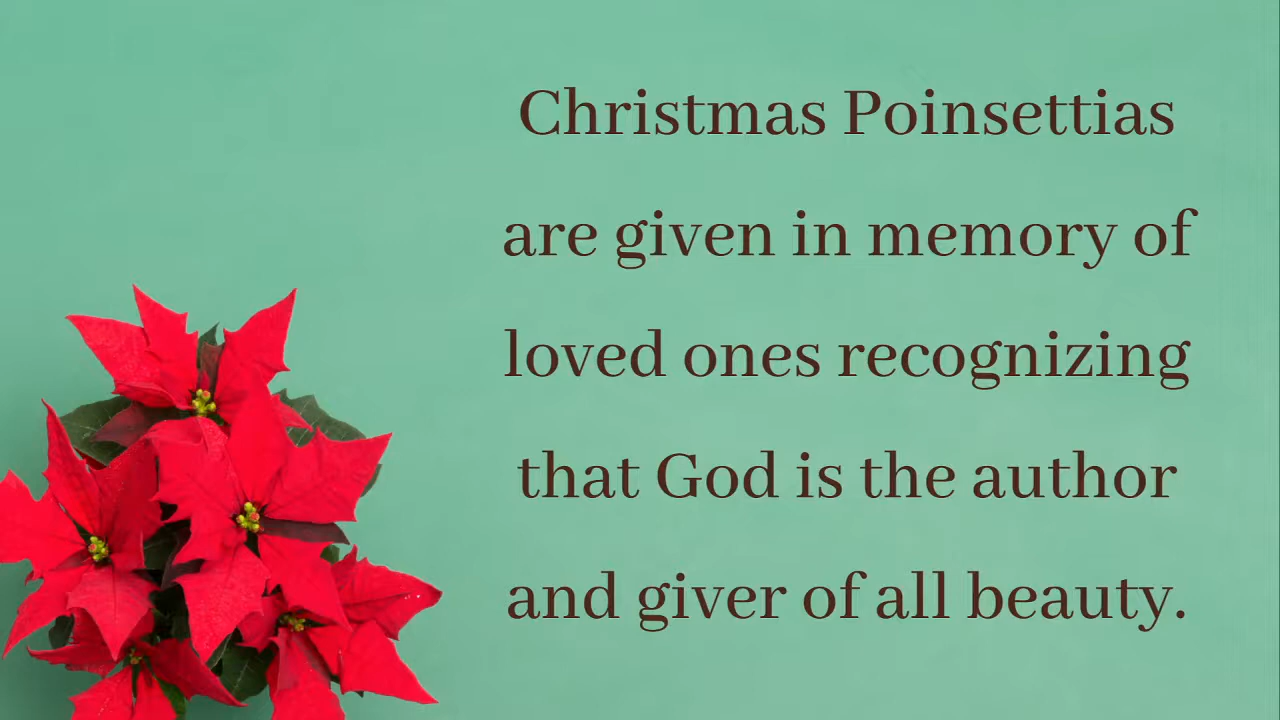 Christmas Poinsettias
are given in memory of
loved ones recognizing
that God is the author
and giver of all beauty.